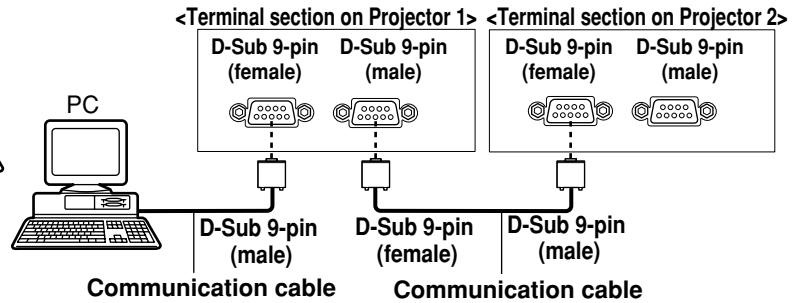 <Terminal section on Projector 1> <Terminal section on Projector 2>
D-Sub 9-pin D-Sub 9-pin D-Sub 9-pin D-Sub 9-pin
(female) (male) (female) (male)
PC
D-Sub 9-pin D-Sub 9-pin D-Sub 9-pin
(male) (female) (male)
Communication cable Communication cable